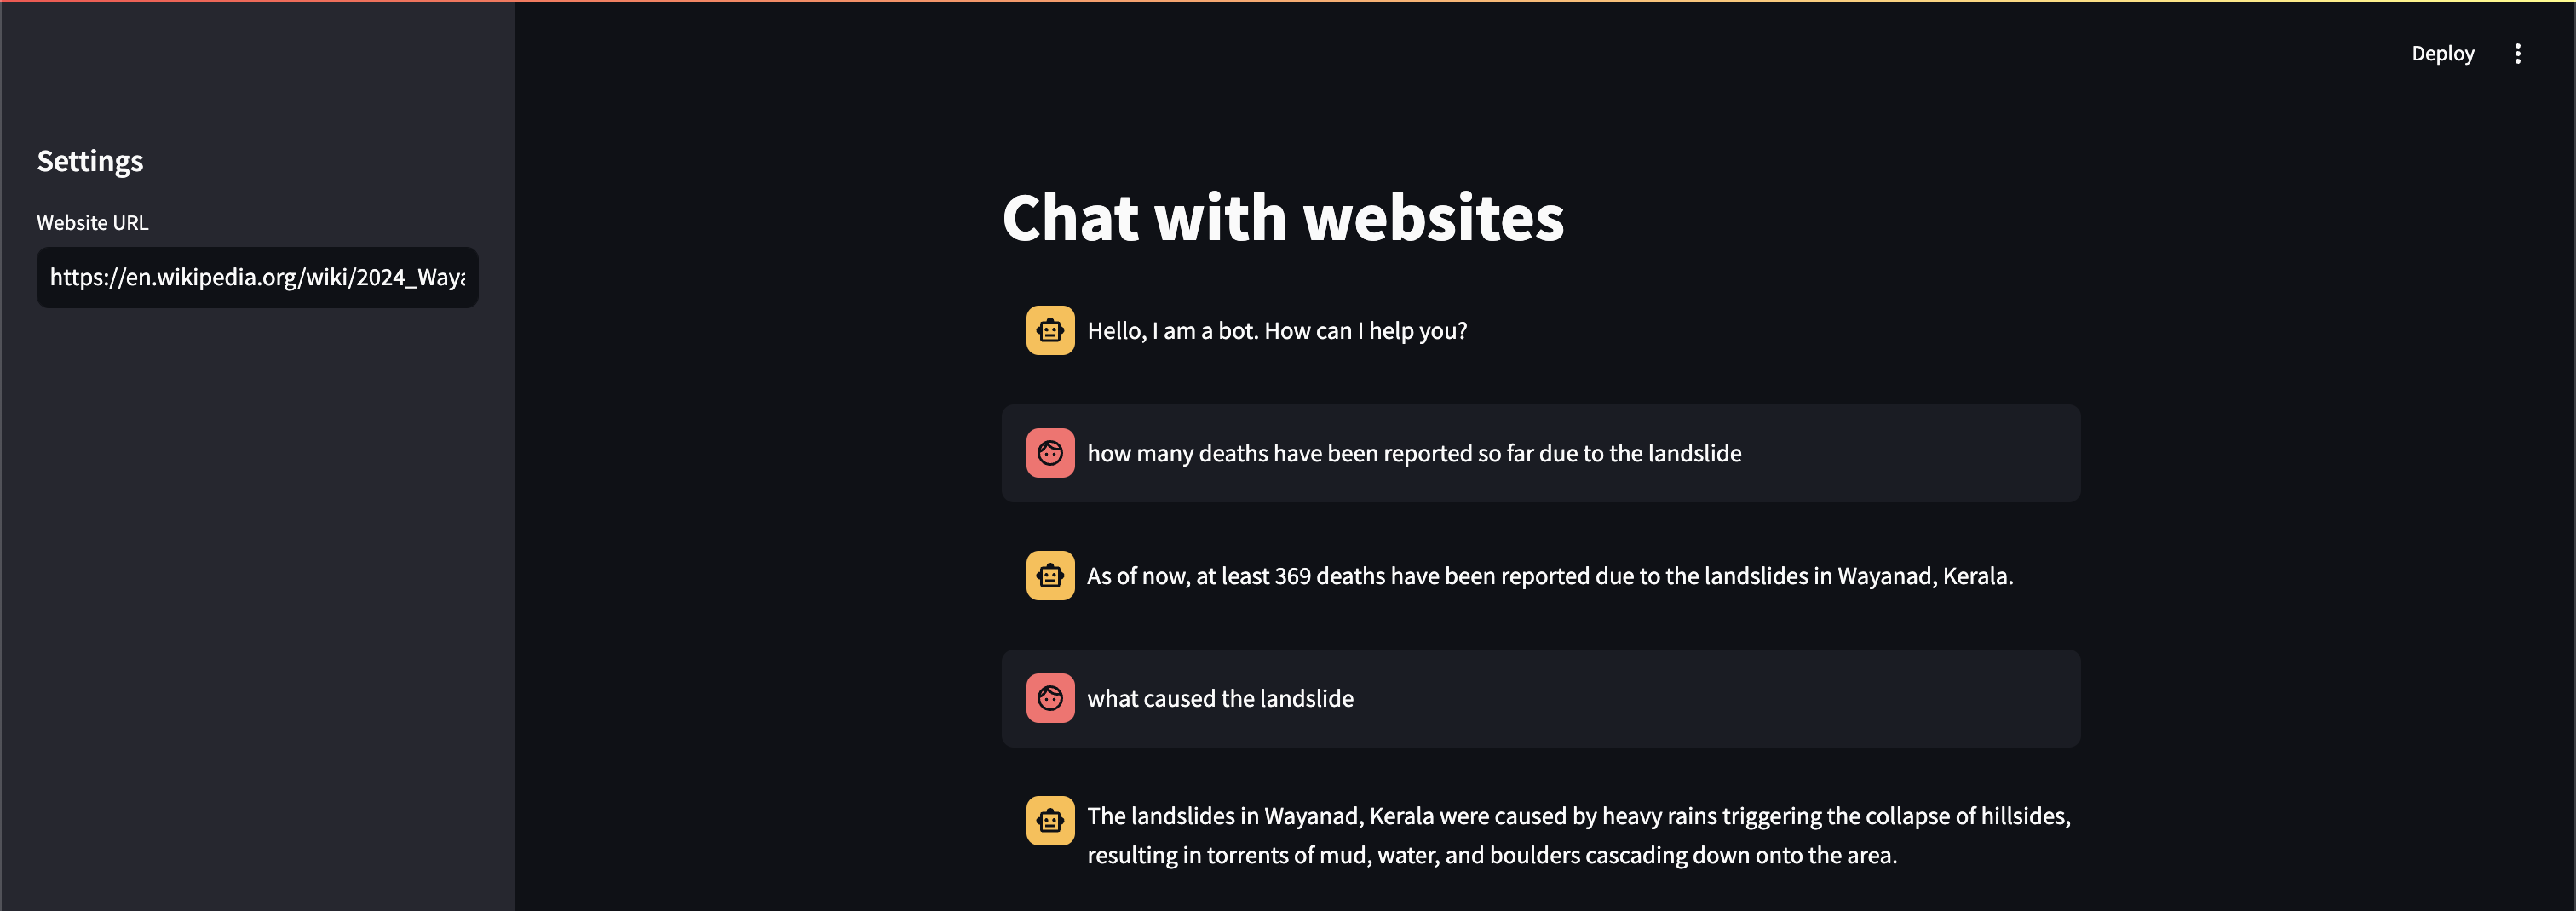 Deploy
Settings
Website URL
https://en.wikipedia.org/wiki/2024_Waya
Chat with websites
Hello, I am a bot. How can I help you?
how many deaths have been reported so far due to the landslide
As of now, at least 369 deaths have been reported due to the landslides in Wayanad, Kerala.
what caused the landslide
The landslides in Wayanad, Kerala were caused by heavy rains triggering the collapse of hillsides,
resulting in torrents of mud, water, and boulders cascading down onto the area.